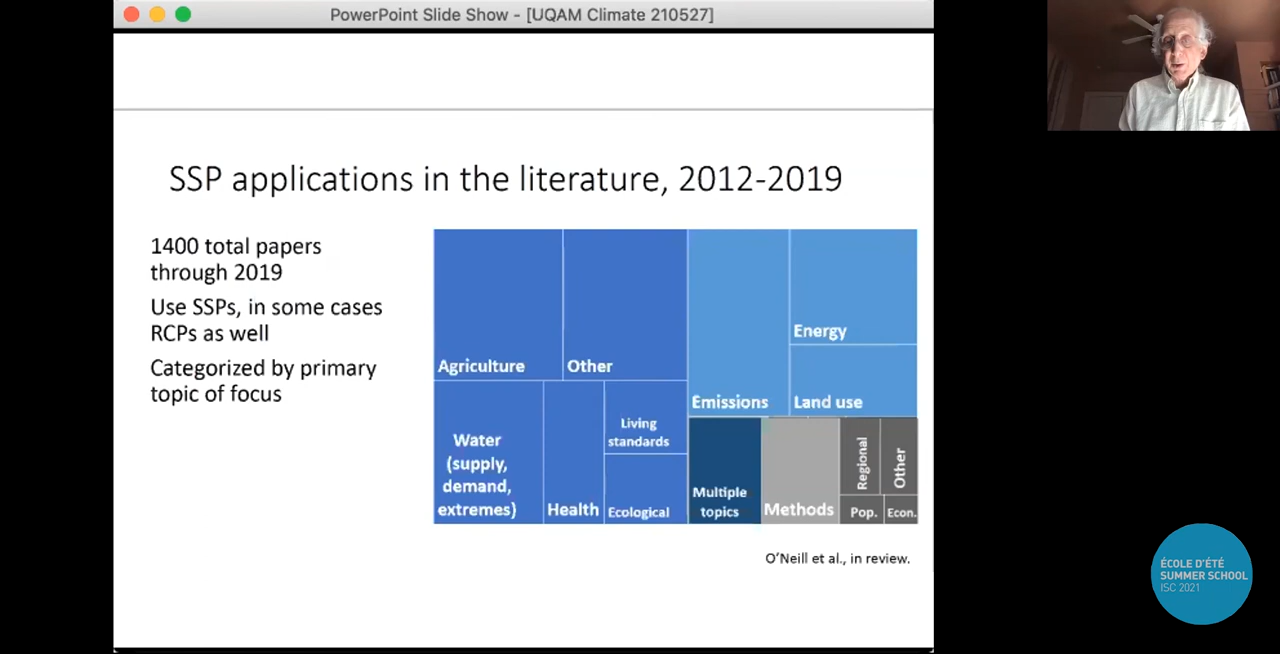 PowerPoint Slide Show - [UQAM Climate 210527]
SSP applications in the literature, 2012-2019
1400 total papers
through 2019
Use SSPs, in some cases
RCPs as well
Categorized by primary
topic of focus
Agriculture
Other
Emissions
Energy
Land use
Water
(supply,
demand,
extremes)
Health
Living
standards
Ecological
Multiple
topics
Methods
Regional
Other
Pop.
Econ.
O'Neill et al., in review.
ÉCOLE D'ÉTÉ
SUMMER SCHOOL
ISC 2021